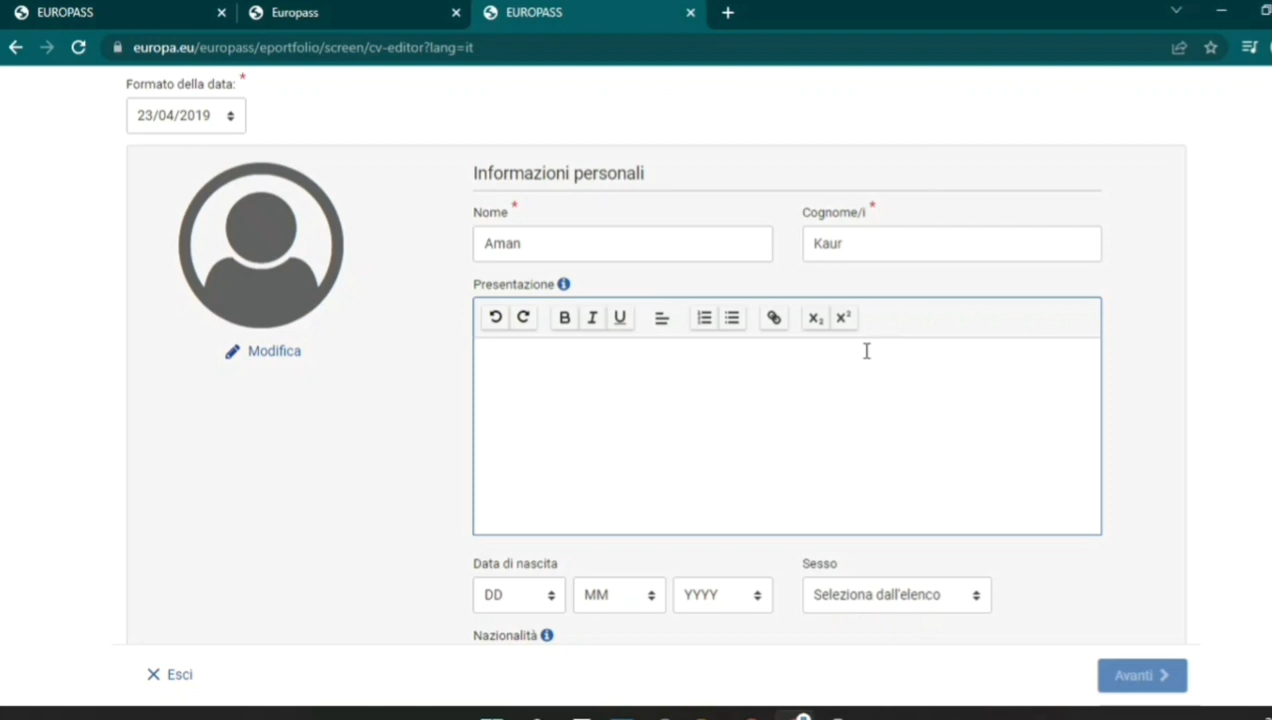 EUROPASS
Europass
EUROPASS
europa.eu/europass/eportfolio/screen/cv-editor?lang=it
Formato della data: *
23/04/2019
Informazioni personali
Nome *
Cognome/i *
Aman
Kaur
Presentazione
Modifica
B I U
X₂ X²
Data di nascita
Sesso
DD
MM
YYYY
Seleziona dall'elenco
Nazionalità
Esci
Avanti